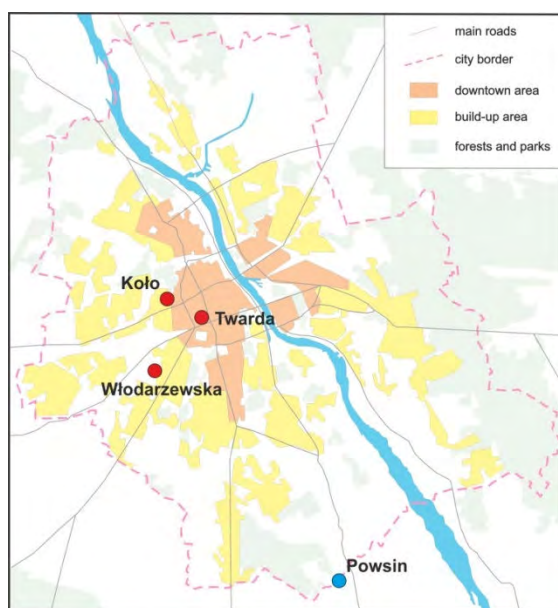 main roads
city border
downtown area
build-up area
forests and parks
Koło
Twarda
Włodarzewska
Powsin